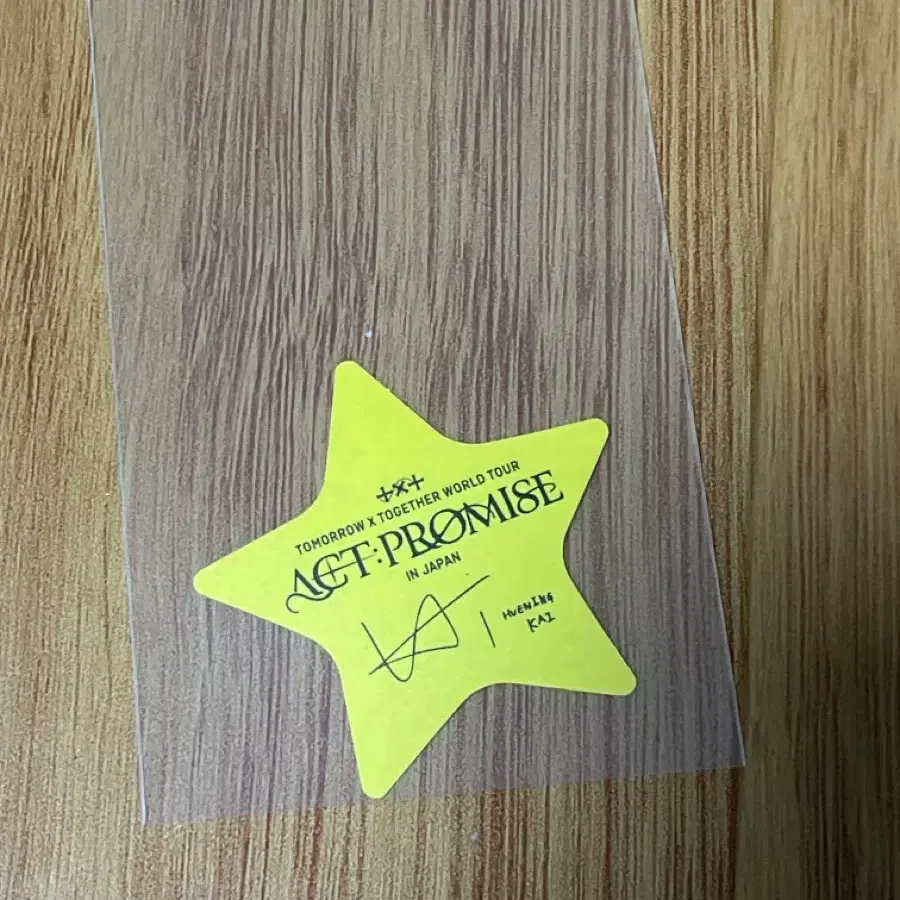 TXT
TOMORROW X TOGETHER WORLD TOUR
ACT:PROMISE
IN JAPAN
HUENING
KAI